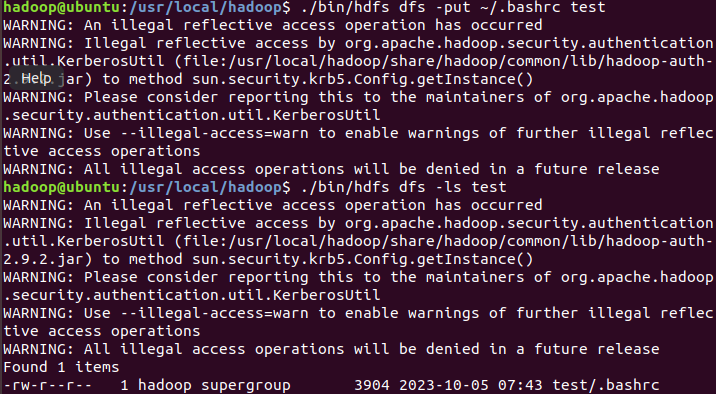 hadoop@ubuntu:/usr/local/hadoop$ ./bin/hdfs dfs -put ~/.bashrc test
WARNING: An illegal reflective access operation has occurred
WARNING: Illegal reflective access by org.apache.hadoop.security.authentication
.util.KerberosUtil (file:/usr/local/hadoop/share/hadoop/common/lib/hadoop-auth-
2 Help .jar) to method sun.security.krb5.Config.getInstance()
WARNING: Please consider reporting this to the maintainers of org.apache.hadoop
.security.authentication.util.KerberosUtil
WARNING: Use --illegal-access=warn to enable warnings of further illegal reflec
tive access operations
WARNING: All illegal access operations will be denied in a future release
hadoop@ubuntu:/usr/local/hadoop$ ./bin/hdfs dfs -ls test
WARNING: An illegal reflective access operation has occurred
WARNING: Illegal reflective access by org.apache.hadoop.security.authentication
.util.KerberosUtil (file:/usr/local/hadoop/share/hadoop/common/lib/hadoop-auth-
2.9.2.jar) to method sun.security.krb5.Config.getInstance()
WARNING: Please consider reporting this to the maintainers of org.apache.hadoop
.security.authentication.util.KerberosUtil
WARNING: Use --illegal-access=warn to enable warnings of further illegal reflec
tive access operations
WARNING: All illegal access operations will be denied in a future release
Found 1 items
-rw-r--r--   1 hadoop supergroup       3904 2023-10-05 07:43 test/.bashrc